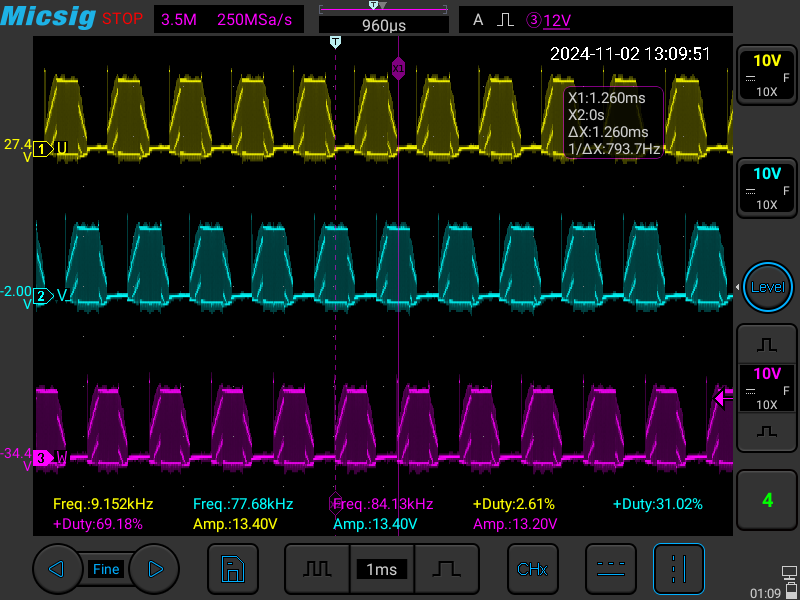 Micsig STOP 3.5M 250MSa/s T 960μs A 3 12V
T
2024-11-02 13:09:51
X1
10V
F
10X
X1:1.260ms
X2:0s
ΔX:1.260ms
1/ΔX:793.7Hz
27.4
V
1 U
10V
F
10X
-2.00
V
2 V
Level
10V
F
10X
-34.4
V
3 W
Freq.:9.152kHz Freq.:77.68kHz Freq.:84.13kHz +Duty:2.61% +Duty:31.02%
+Duty:69.18% Amp.:13.40V Amp.:13.40V Amp.:13.20V
4
Fine 1ms CHx
01:09